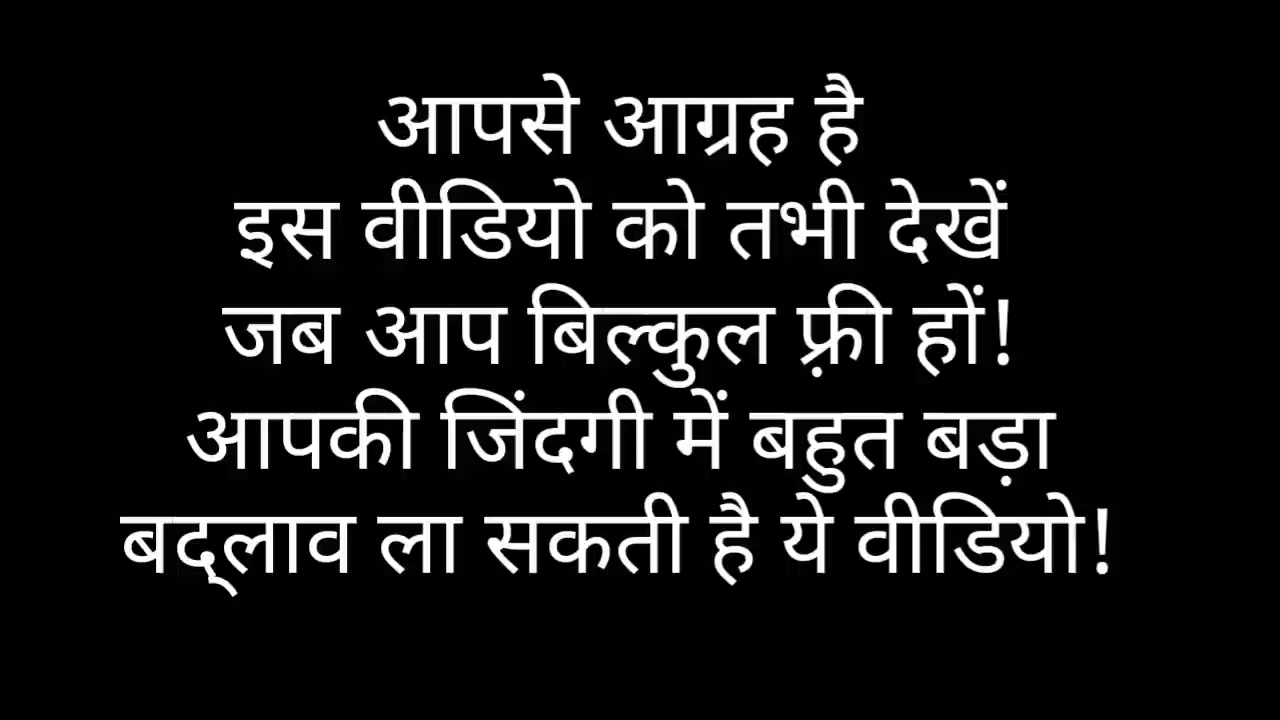 आपसे आग्रह है
इस वीडियो को तभी देखें
जब आप बिल्कुल फ़्री हों!
आपकी जिंदगी में बहुत बड़ा
बद्लाव ला सकती है ये वीडियो!